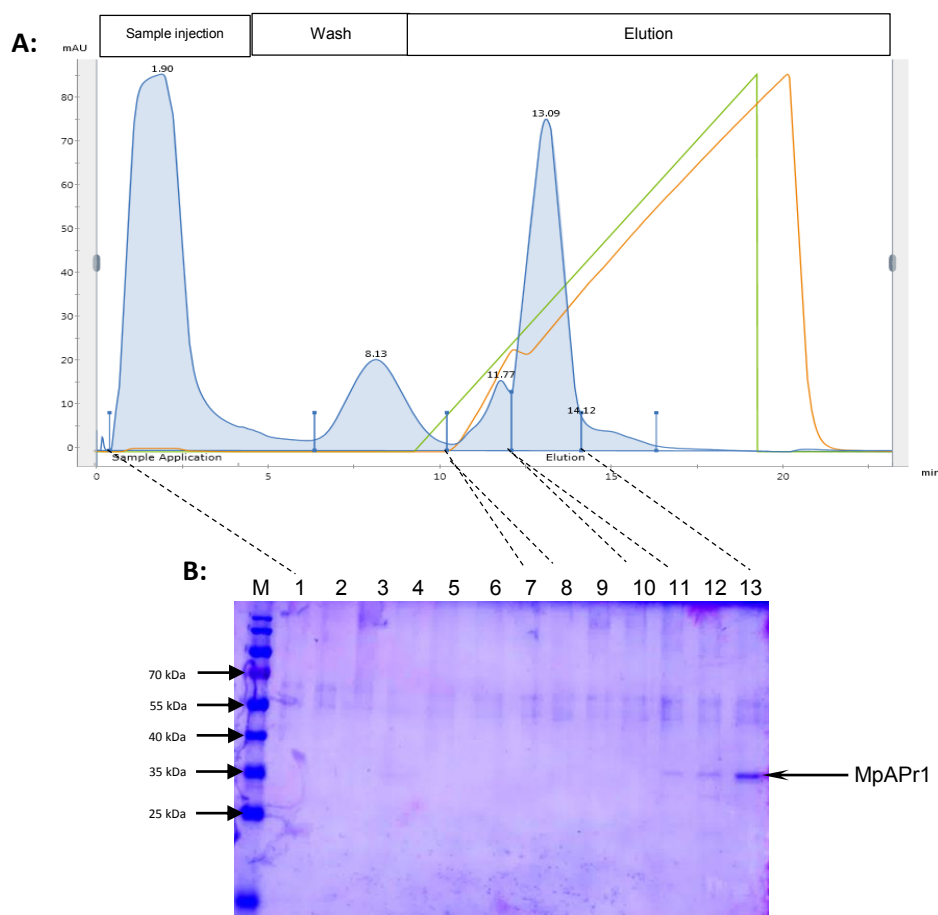 A:
Sample injection Wash Elution
mAU
1.90
80
70
60
50
40
30
20
10
0
13.09
8.13
11.77
14.12
Sample Application Elution
0 5 10 15 20 min
B:
M 1 2 3 4 5 6 7 8 9 10 11 12 13
70 kDa
55 kDa
40 kDa
35 kDa
25 kDa
MpAPr1